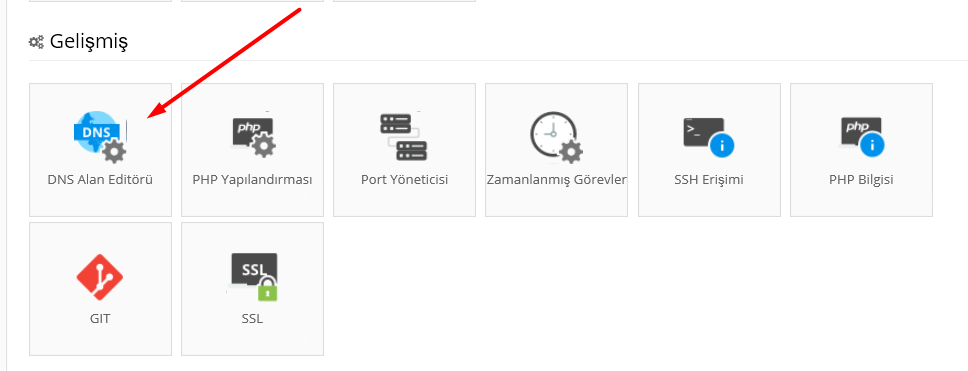 Gelişmiş
DNS
php
>_
i
php
i
DNS Alan Editörü
PHP Yapılandırması
Port Yöneticisi
Zamanlanmış Görevler
SSH Erişimi
PHP Bilgisi
SSL
GIT
SSL